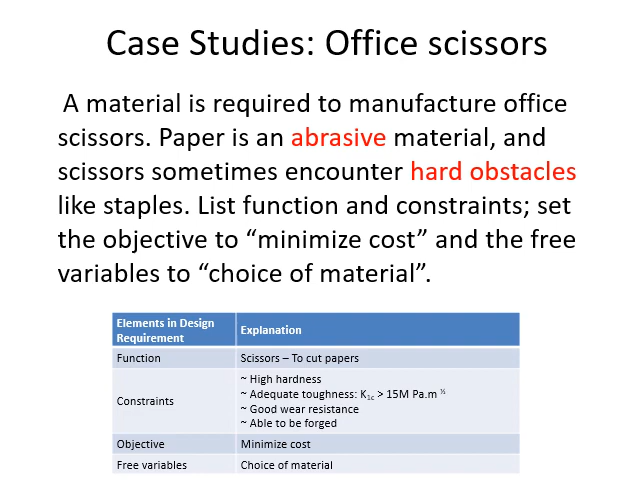 Case Studies: Office scissors
A material is required to manufacture office
scissors. Paper is an abrasive material, and
scissors sometimes encounter hard obstacles
like staples. List function and constraints; set
the objective to “minimize cost” and the free
variables to “choice of material”.
Elements in Design
Requirement
Explanation
Function
Scissors – To cut papers
Constraints
~ High hardness
~ Adequate toughness: K1c > 15M Pa.m ½
~ Good wear resistance
~ Able to be forged
Objective
Minimize cost
Free variables
Choice of material